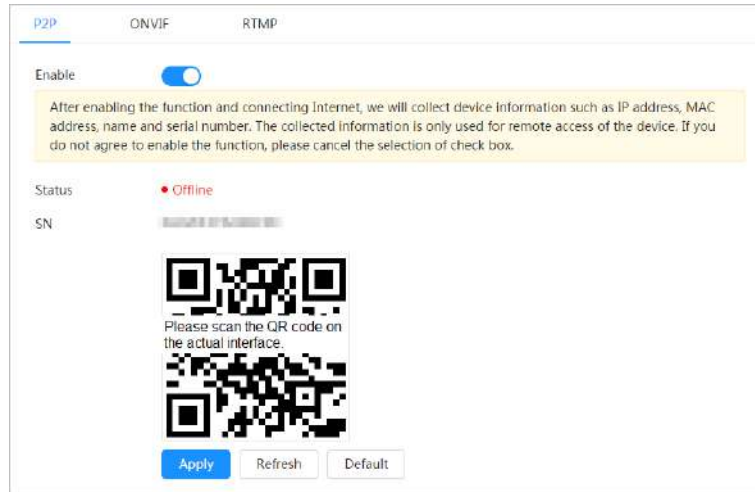 P2P ONVIF RTMP
Enable
After enabling the function and connecting Internet, we will collect device information such as IP address, MAC
address, name and serial number. The collected information is only used for remote access of the device. If you
do not agree to enable the function, please cancel the selection of check box.
Status Offline
SN
Please scan the QR code on
the actual interface.
Apply Refresh Default